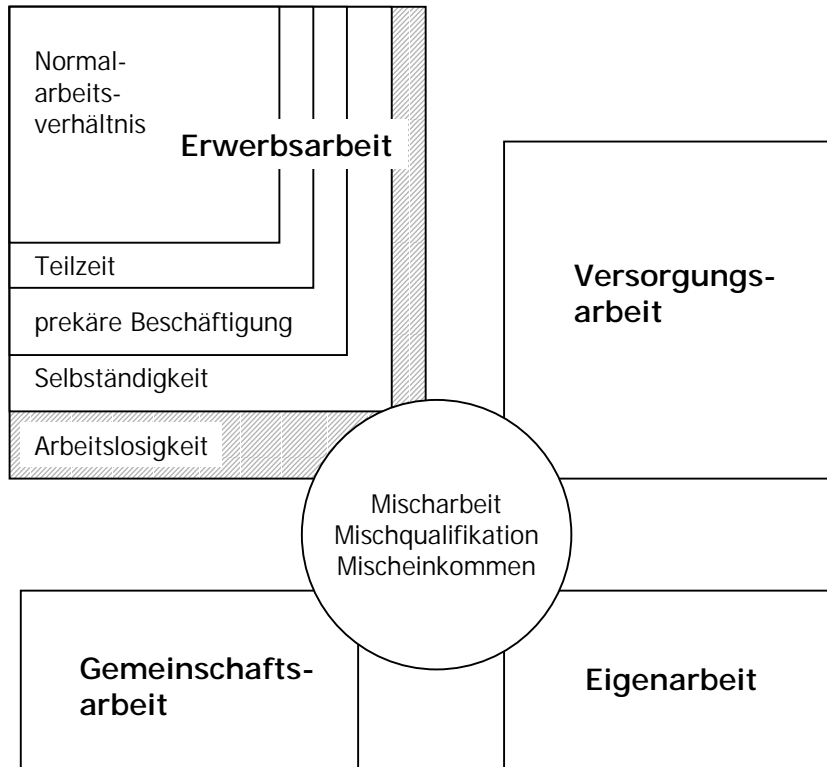 Normal-
arbeits-
verhältnis
Erwerbsarbeit
Teilzeit
prekäre Beschäftigung
Selbständigkeit
Arbeitslosigkeit
Versorgungs-
arbeit
Mischarbeit
Mischqualifikation
Mischeinkommen
Gemeinschafts-
arbeit
Eigenarbeit